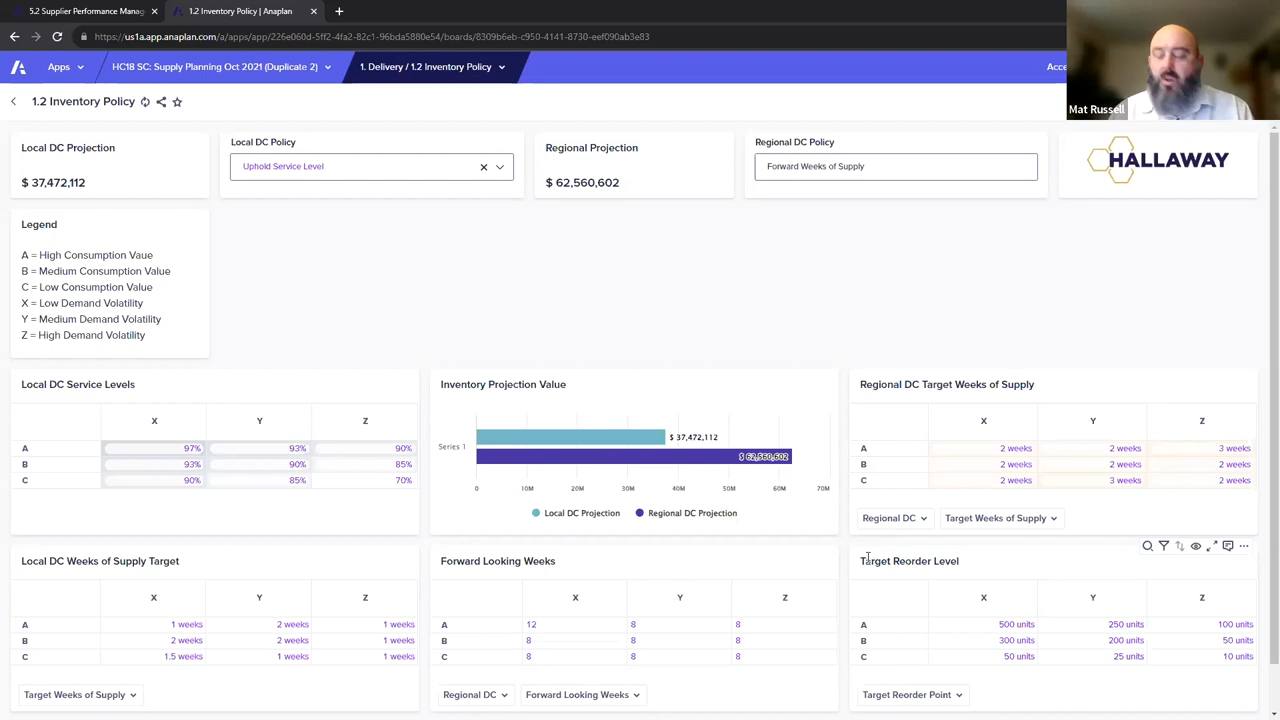 5.2 Supplier Performance Manag
1.2 Inventory Policy | Anaplan
https://us1a.app.anaplan.com/a/apps/app/226e060d-5ff2-4fa2-82c1-96bda5880e54/boards/8309b6eb-c950-4141-8730-eef090ab3e83
Apps
HC18 SC: Supply Planning Oct 2021 (Duplicate 2)
1. Delivery / 1.2 Inventory Policy
Acce
Mat Russell
1.2 Inventory Policy
Local DC Projection
$ 37,472,112
Local DC Policy
Uphold Service Level
Regional Projection
$ 62,560,602
Regional DC Policy
Forward Weeks of Supply
HALLAWAY
Legend
A = High Consumption Vaue
B = Medium Consumption Value
C = Low Consumption Value
X = Low Demand Volatility
Y = Medium Demand Volatility
Z = High Demand Volatility
Local DC Service Levels
X Y Z
A 97% 93% 90%
B 93% 90% 85%
C 90% 85% 70%
Inventory Projection Value
Series 1
$ 37,472,112
$ 62,560,602
0 10M 20M 30M 40M 50M 60M 70M
Local DC Projection Regional DC Projection
Regional DC Target Weeks of Supply
X Y Z
A 2 weeks 2 weeks 3 weeks
B 2 weeks 2 weeks 2 weeks
C 2 weeks 3 weeks 2 weeks
Regional DC Target Weeks of Supply
Local DC Weeks of Supply Target
X Y Z
A 1 weeks 2 weeks 1 weeks
B 2 weeks 2 weeks 1 weeks
C 1.5 weeks 1 weeks 1 weeks
Target Weeks of Supply
Forward Looking Weeks
X Y Z
A 12 8 8
B 8 8 8
C 8 8 8
Regional DC Forward Looking Weeks
Target Reorder Level
X Y Z
A 500 units 250 units 100 units
B 300 units 200 units 50 units
C 50 units 25 units 10 units
Target Reorder Point